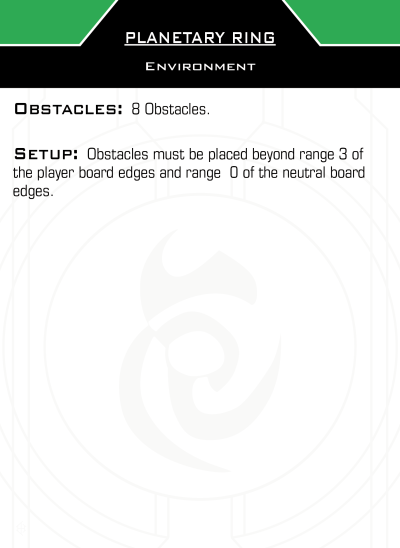 PLANETARY RING
ENVIRONMENT
OBSTACLES: 8 Obstacles.
SETUP: Obstacles must be placed beyond range 3 of
the player board edges and range 0 of the neutral board
edges.